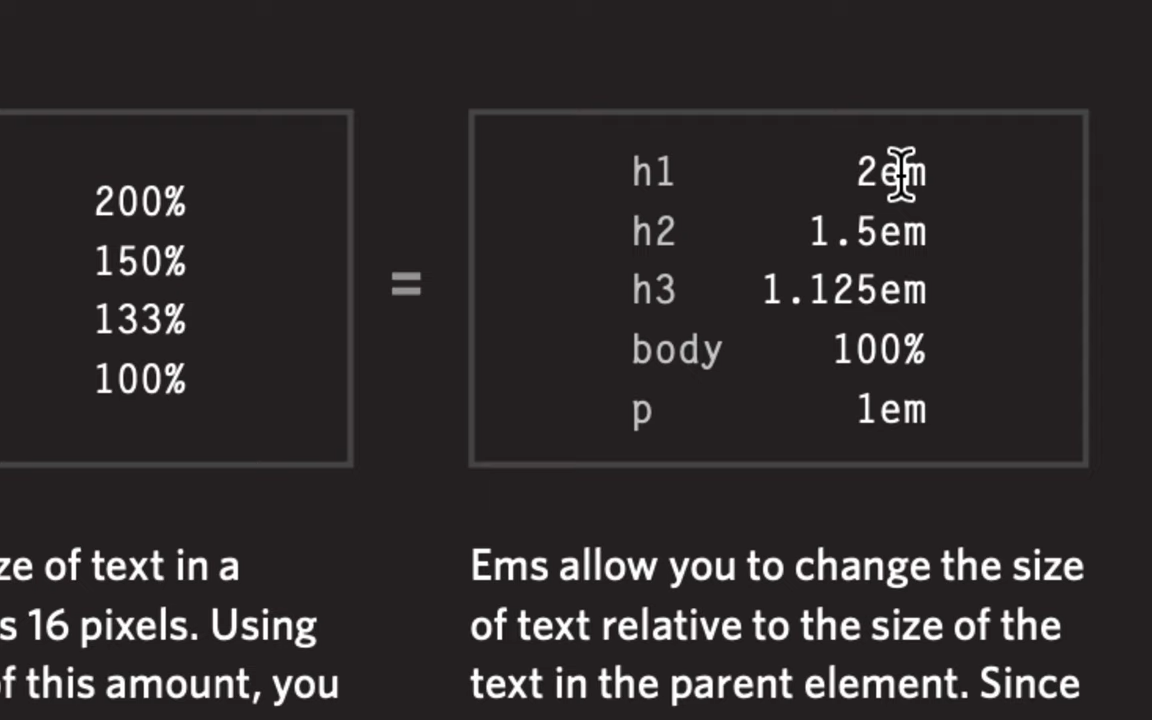 200%
150%
133%
100%
=
h1 2em
h2 1.5em
h3 1.125em
body 100%
p 1em
ze of text in a
s 16 pixels. Using
of this amount, you
Ems allow you to change the size
of text relative to the size of the
text in the parent element. Since